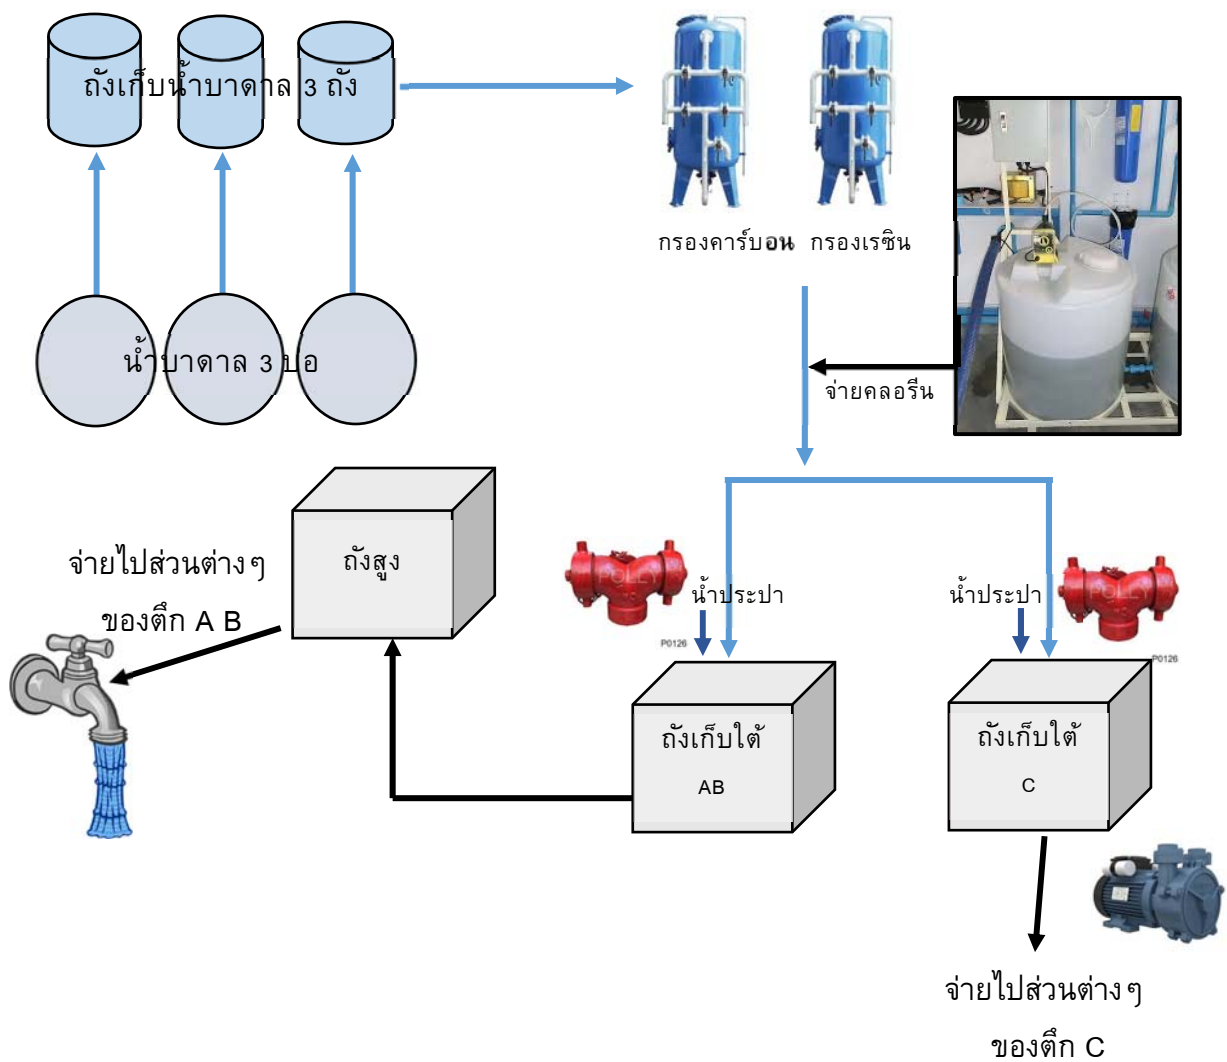 ถังเก็บน้ำบาดาล 3 ถัง
น้ำบาดาล 3 บ่อ
กรองคาร์บอน
กรองเรซิน
จ่ายคลอรีน
ถังสูง
จ่ายไปส่วนต่างๆ
ของตึก A B
POLEY
น้ำประปา
P0126
น้ำประปา
POLEY
P0126
ถังเก็บใต้
AB
ถังเก็บใต้
C
จ่ายไปส่วนต่างๆ
ของตึก C